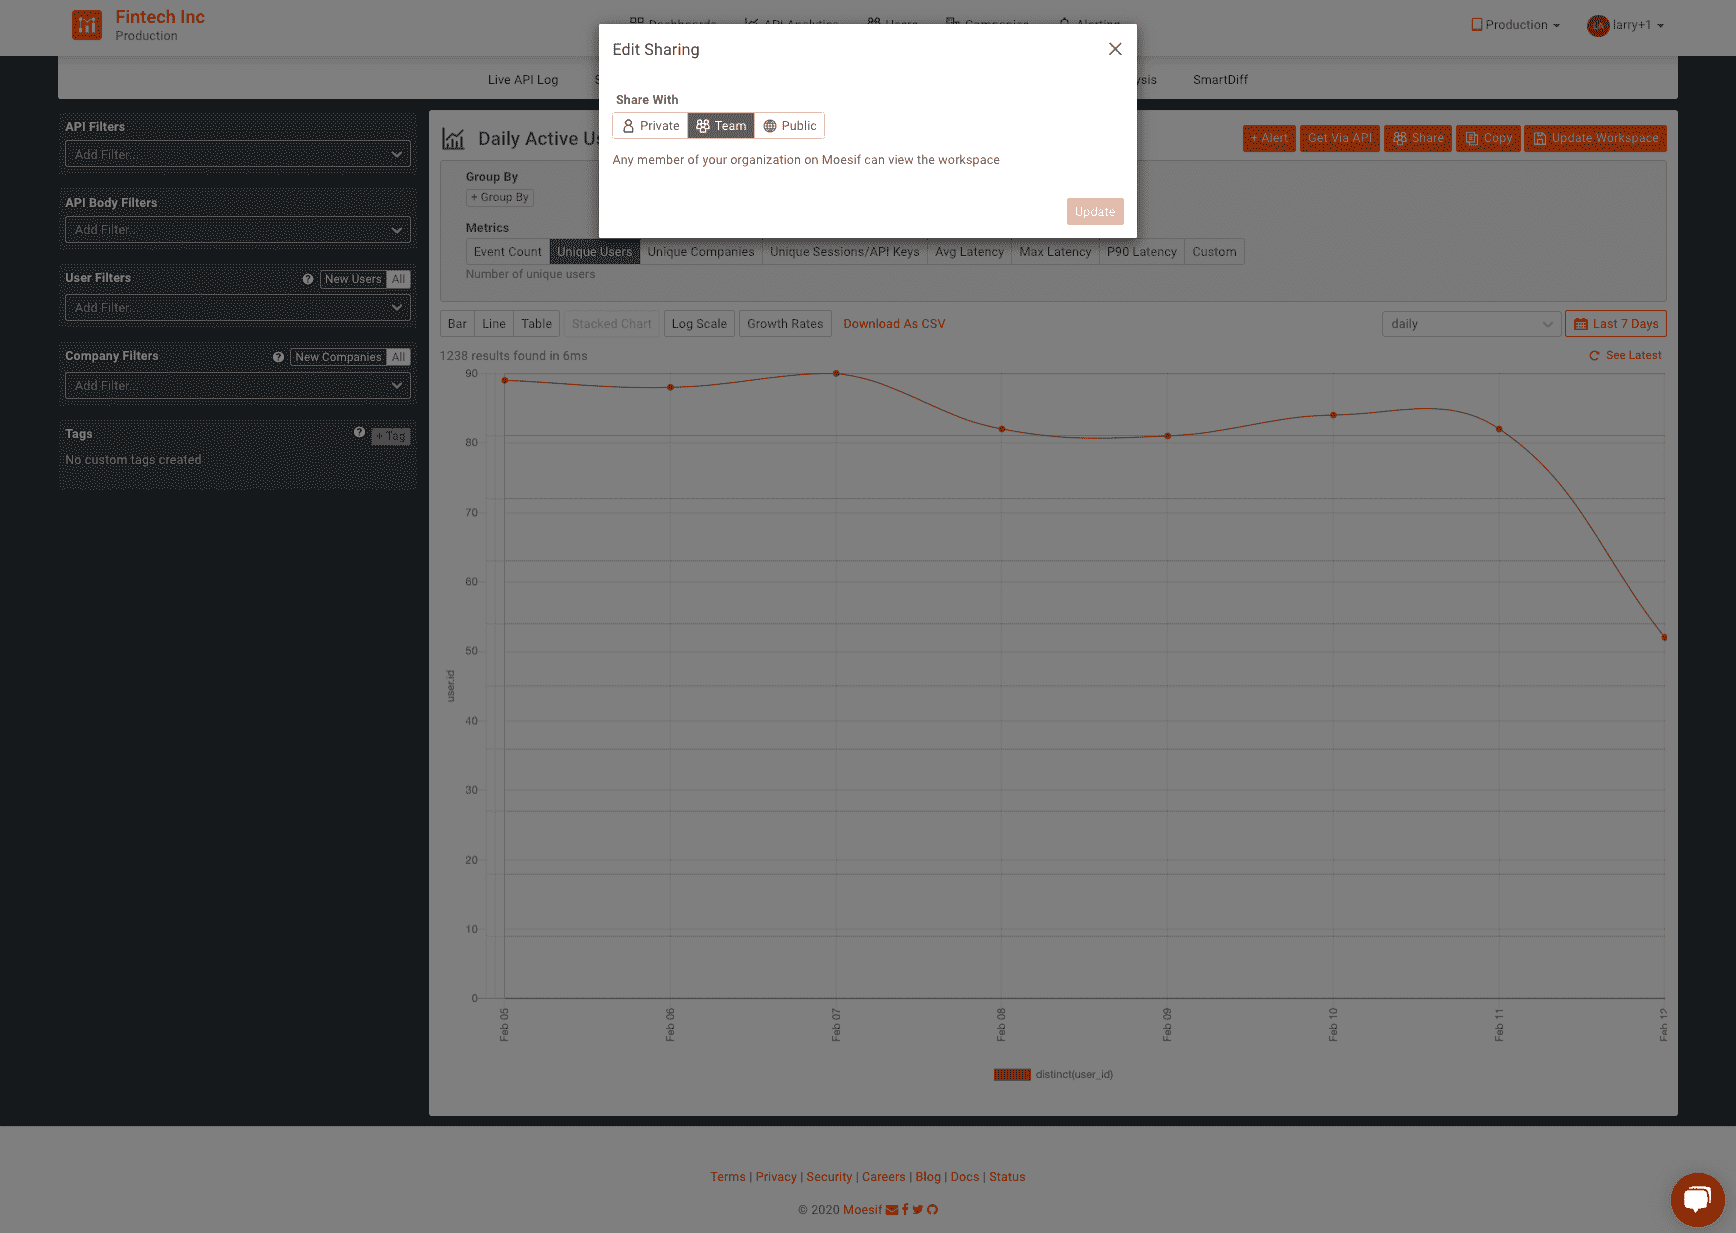 Fintech Inc
Production
Dashboards API Analytics Users Companies Alerting
Production
larry+1
Live API Log
SmartDiff
Edit Sharing
Share With
Private Team Public
Any member of your organization on Moesif can view the workspace
Update
API Filters
Add Filter...
API Body Filters
Add Filter...
User Filters
New Users All
Add Filter...
Company Filters
New Companies All
Add Filter...
Tags
+ Tag
No custom tags created
Daily Active Us
+ Alert Get Via API Share Copy Update Workspace
Group By
+ Group By
Metrics
Event Count Unique Users Unique Companies Unique Sessions/API Keys Avg Latency Max Latency P90 Latency Custom
Number of unique users
Bar Line Table Stacked Chart Log Scale Growth Rates Download As CSV
daily
Last 7 Days
1238 results found in 6ms
See Latest
90
80
70
60
50
40
30
20
10
0
user.id
Feb 05 Feb 06 Feb 07 Feb 08 Feb 09 Feb 10 Feb 11 Feb 12
distinct(user_id)
Terms | Privacy | Security | Careers | Blog | Docs | Status
© 2020 Moesif